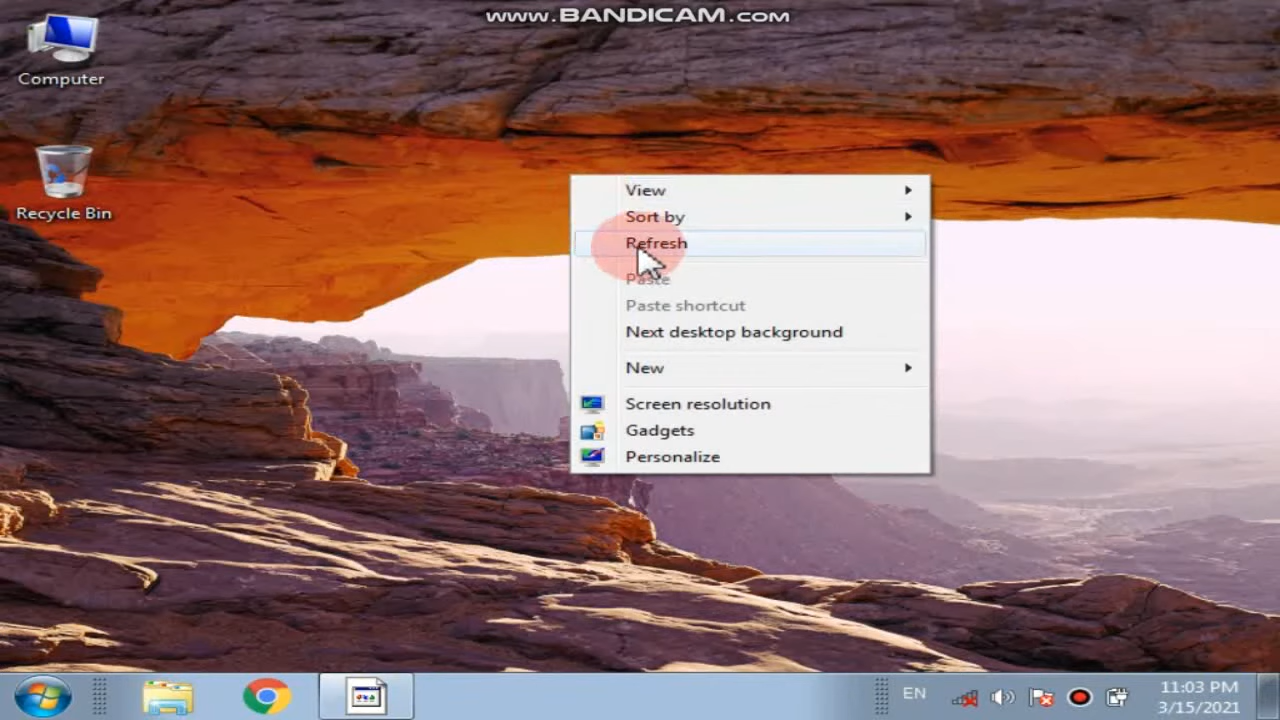 www.BANDICAM.com
Computer
Recycle Bin
View
Sort by
Refresh
Paste
Paste shortcut
Next desktop background
New
Screen resolution
Gadgets
Personalize
EN
11:03 PM
3/15/2021